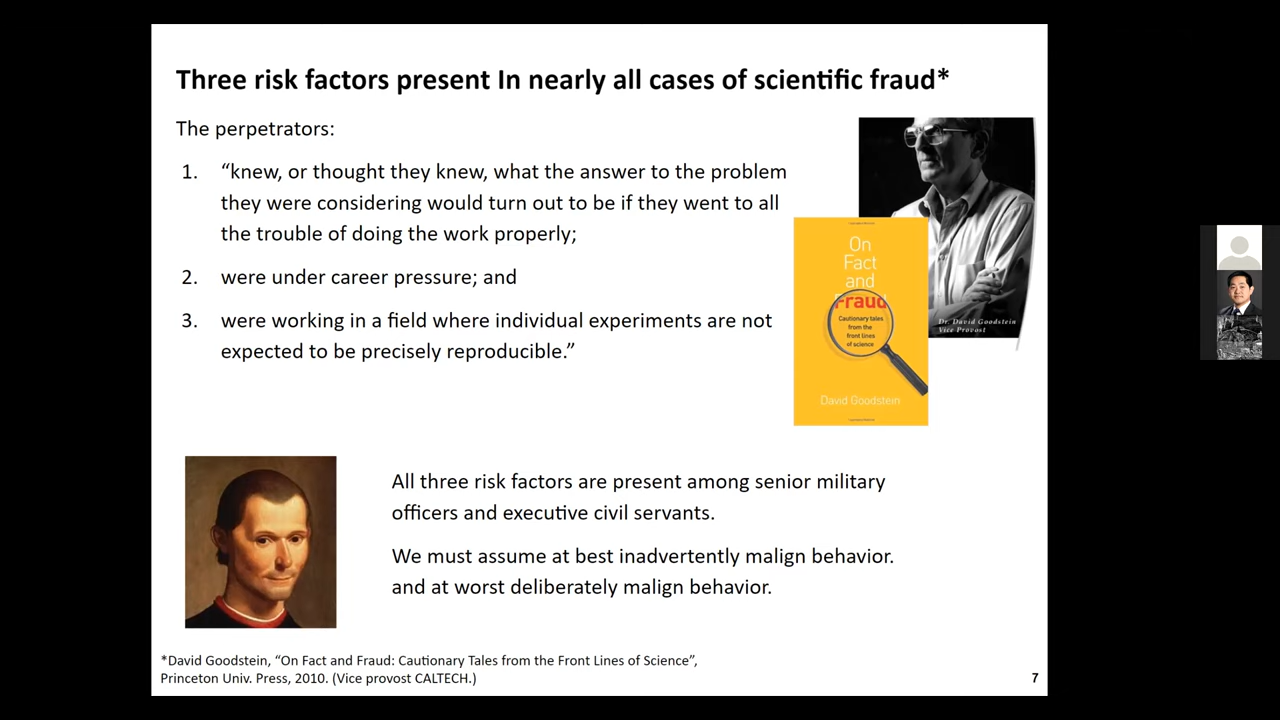 Three risk factors present In nearly all cases of scientific fraud*
The perpetrators:
1. “knew, or thought they knew, what the answer to the problem
they were considering would turn out to be if they went to all
the trouble of doing the work properly;
2. were under career pressure; and
3. were working in a field where individual experiments are not
expected to be precisely reproducible.”
On
Fact
and
Fraud
Cautionary tales
from the
front lines
of science
David Goodstein
Dr. David Goodstein
Vice Provost
All three risk factors are present among senior military
officers and executive civil servants.
We must assume at best inadvertently malign behavior.
and at worst deliberately malign behavior.
*David Goodstein, “On Fact and Fraud: Cautionary Tales from the Front Lines of Science”,
Princeton Univ. Press, 2010. (Vice provost CALTECH.)
7